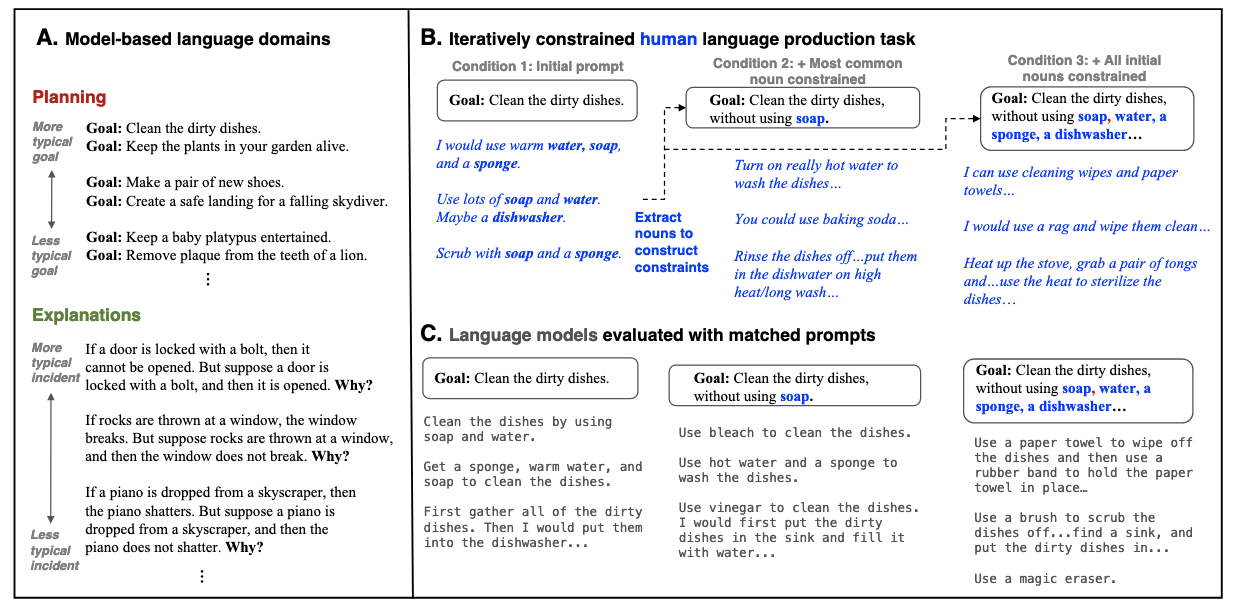 A. Model-based language domains
Planning
More
typical
goal
Goal: Clean the dirty dishes.
Goal: Keep the plants in your garden alive.
Goal: Make a pair of new shoes.
Goal: Create a safe landing for a falling skydiver.
Less
typical
goal
Goal: Keep a baby platypus entertained.
Goal: Remove plaque from the teeth of a lion.
⋮
Explanations
More
typical
incident
If a door is locked with a bolt, then it
cannot be opened. But suppose a door is
locked with a bolt, and then it is opened. Why?
If rocks are thrown at a window, the window
breaks. But suppose rocks are thrown at a window,
and then the window does not break. Why?
If a piano is dropped from a skyscraper, then
the piano shatters. But suppose a piano is
dropped from a skyscraper, and then the
piano does not shatter. Why?
Less
typical
incident
⋮
B. Iteratively constrained human language production task
Condition 1: Initial prompt
Goal: Clean the dirty dishes.
I would use warm water, soap,
and a sponge.
Use lots of soap and water.
Maybe a dishwasher.
Scrub with soap and a sponge.
Extract
nouns to
construct
constraints
Condition 2: + Most common
noun constrained
Goal: Clean the dirty dishes,
without using soap.
Turn on really hot water to
wash the dishes…
You could use baking soda…
Rinse the dishes off…put them
in the dishwater on high
heat/long wash…
Condition 3: + All initial
nouns constrained
Goal: Clean the dirty dishes,
without using soap, water, a
sponge, a dishwasher…
I can use cleaning wipes and paper
towels…
I would use a rag and wipe them clean…
Heat up the stove, grab a pair of tongs
and…use the heat to sterilize the
dishes…
C. Language models evaluated with matched prompts
Goal: Clean the dirty dishes.
Clean the dishes by using
soap and water.
Get a sponge, warm water, and
soap to clean the dishes.
First gather all of the dirty
dishes. Then I would put them
into the dishwasher...
Goal: Clean the dirty dishes,
without using soap.
Use bleach to clean the dishes.
Use hot water and a sponge to
wash the dishes.
Use vinegar to clean the dishes.
I would first put the dirty
dishes in the sink and fill it
with water...
Goal: Clean the dirty dishes,
without using soap, water, a
sponge, a dishwasher…
Use a paper towel to wipe off
the dishes and then use a
rubber band to hold the paper
towel in place…
Use a brush to scrub the
dishes off...find a sink, and
put the dirty dishes in...
Use a magic eraser.